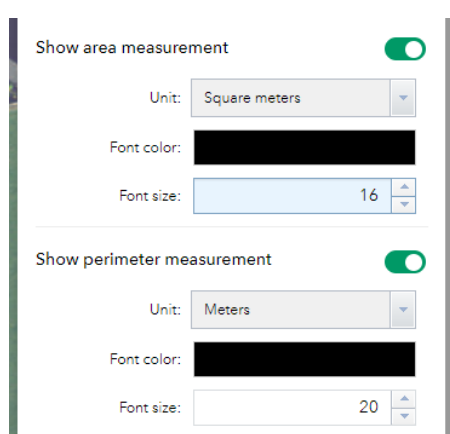 Show area measurement
Unit: Square meters
Font color:
Font size: 16
Show perimeter measurement
Unit: Meters
Font color:
Font size: 20